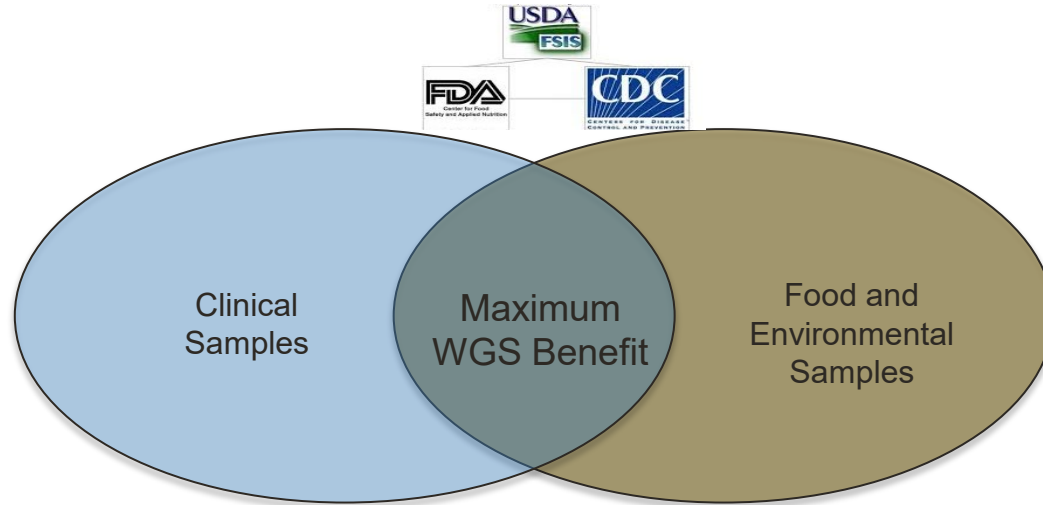 USDA
FSIS
FDA
Center for Food
Safety and Applied Nutrition
CDC
CENTERS FOR DISEASE
CONTROL AND PREVENTION
Clinical
Samples
Maximum
WGS Benefit
Food and
Environmental
Samples